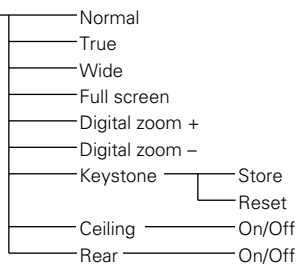 Normal
True
Wide
Full screen
Digital zoom +
Digital zoom –
Keystone Store
Reset
Ceiling On/Off
Rear On/Off